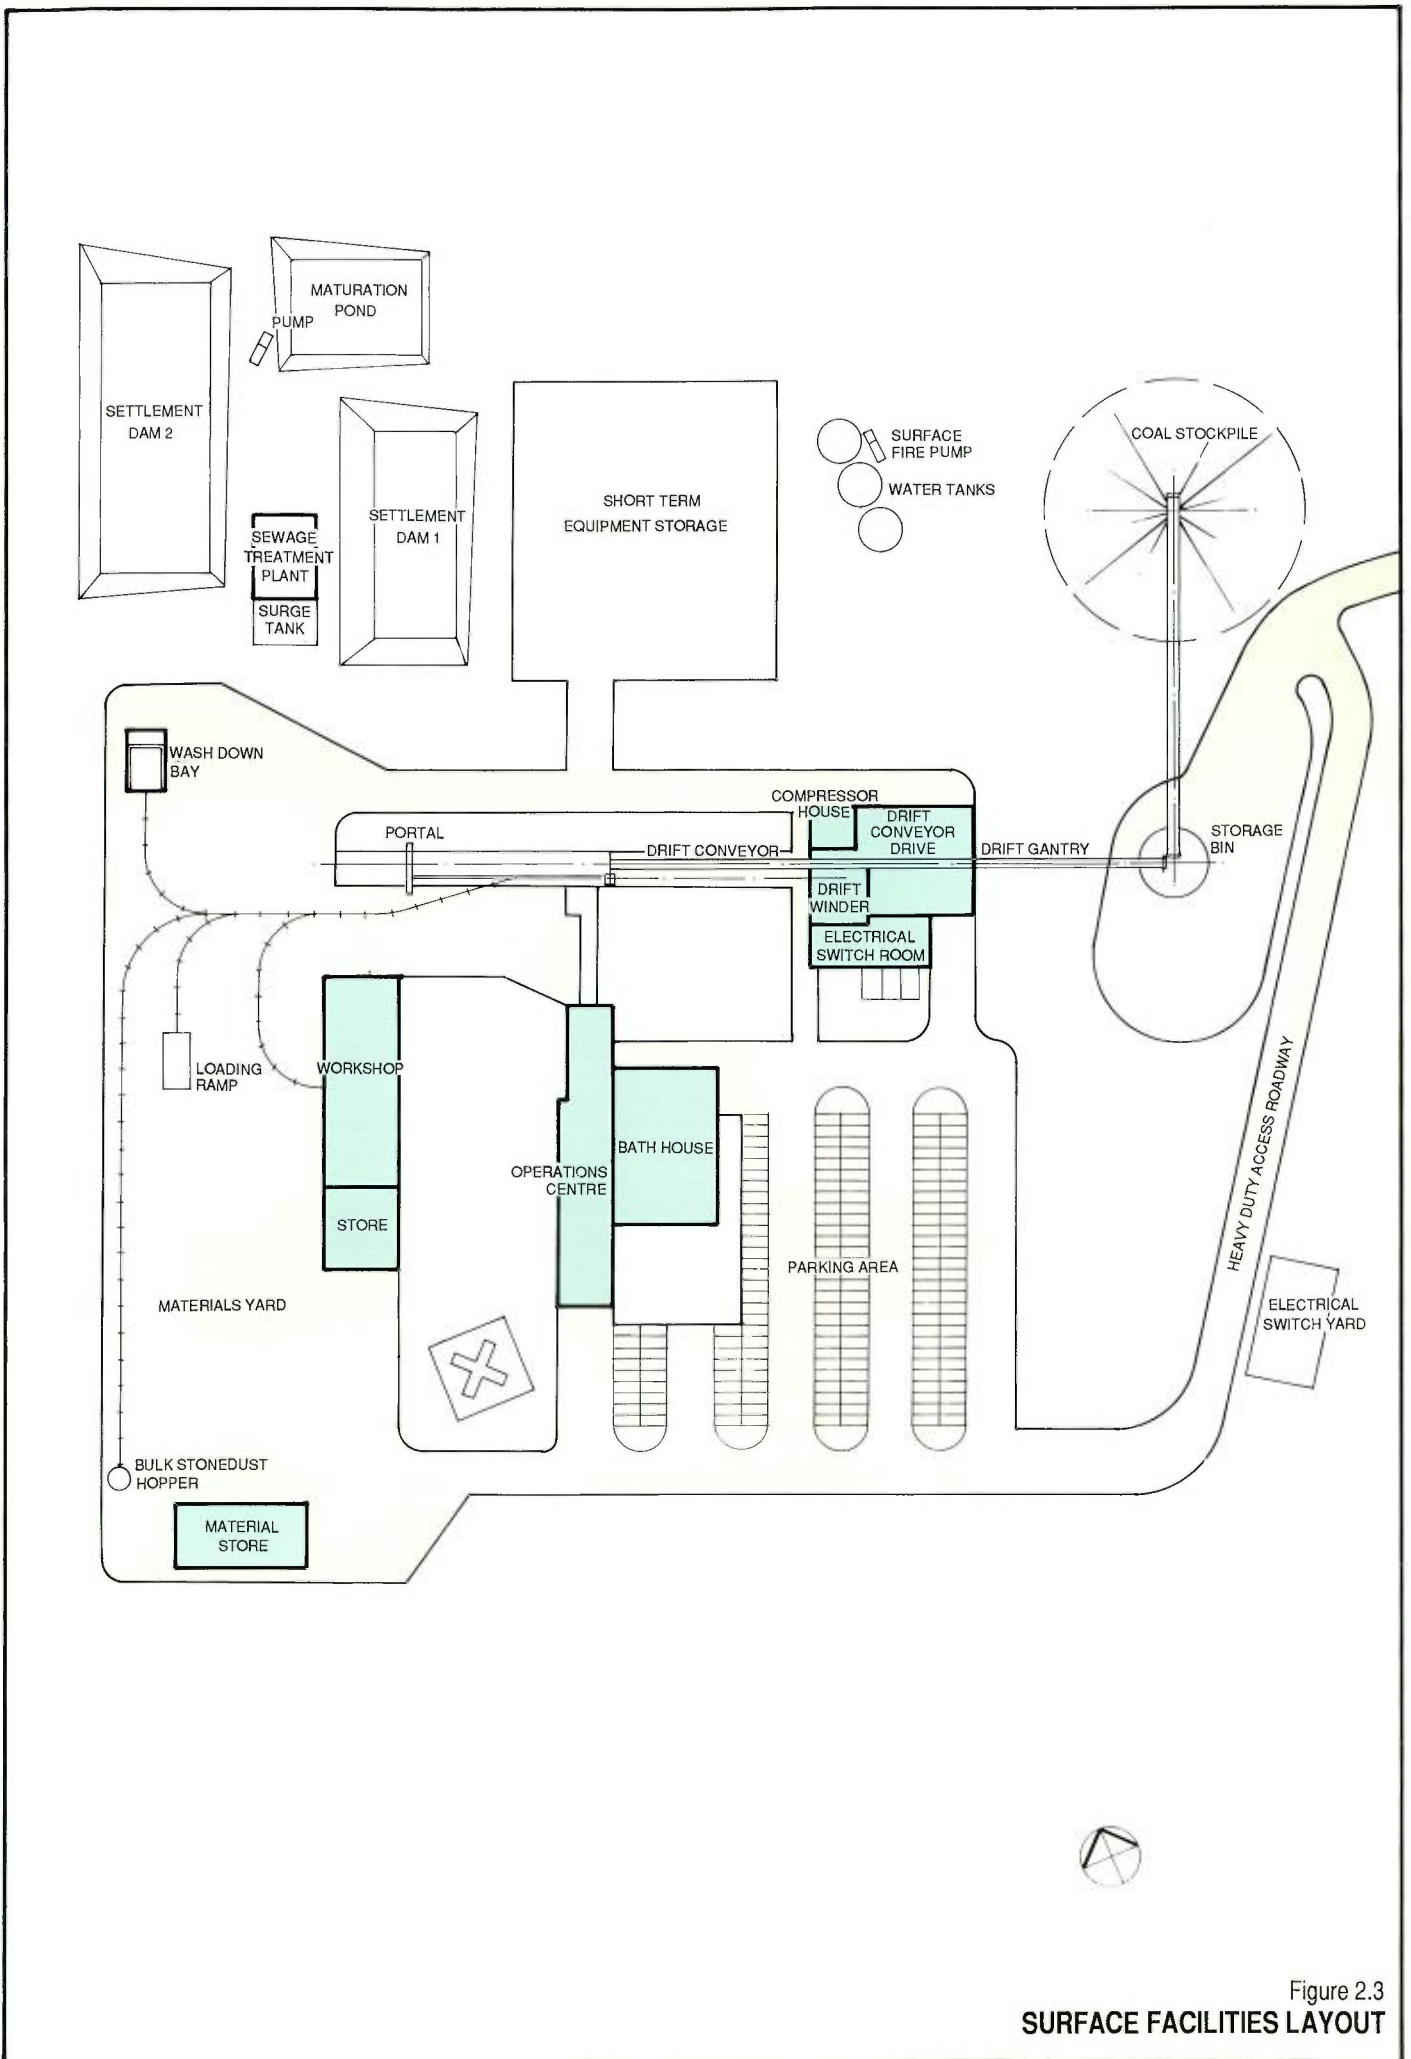 MATURATION
POND
PUMP
SETTLEMENT
DAM 2
SETTLEMENT
DAM 1
SEWAGE
TREATMENT
PLANT
SURGE
TANK
SHORT TERM
EQUIPMENT STORAGE
SURFACE
FIRE PUMP
WATER TANKS
COAL STOCKPILE
WASH DOWN
BAY
PORTAL
DRIFT CONVEYOR
COMPRESSOR
HOUSE
DRIFT
CONVEYOR
DRIVE
DRIFT GANTRY
STORAGE
BIN
DRIFT
WINDER
ELECTRICAL
SWITCH ROOM
LOADING
RAMP
WORKSHOP
STORE
OPERATIONS
CENTRE
BATH HOUSE
PARKING AREA
HEAVY DUTY ACCESS ROADWAY
ELECTRICAL
SWITCH YARD
MATERIALS YARD
BULK STONEDUST
HOPPER
MATERIAL
STORE
Figure 2.3
SURFACE FACILITIES LAYOUT